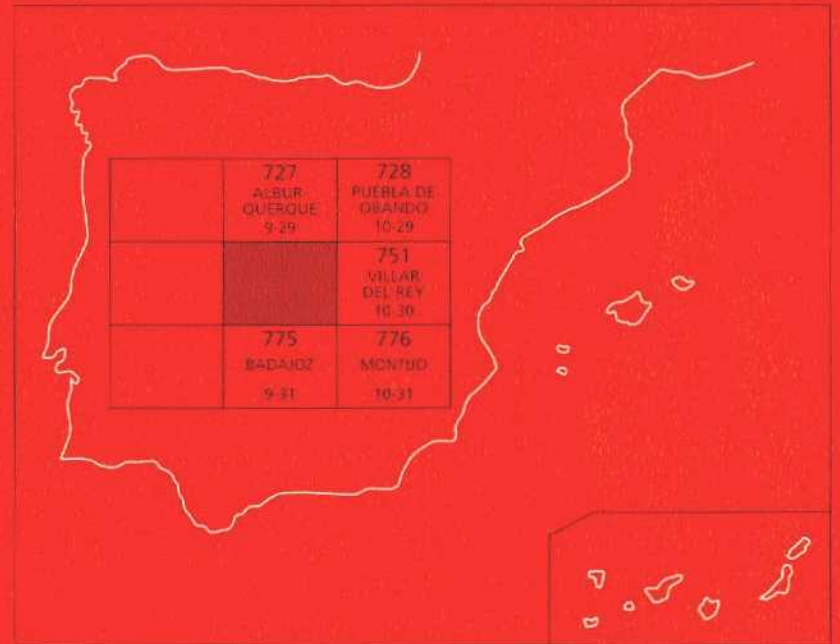 727
ALBUR-
QUERQUE
9-29
728
PUEBLA DE
OBANDO
10-29
751
VILLAR
DEL REY
10-30
775
BADAJOZ
9-31
776
MONTIJO
10-31